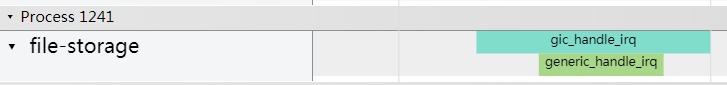 Process 1241
file-storage
gic_handle_irq
generic_handle_irq